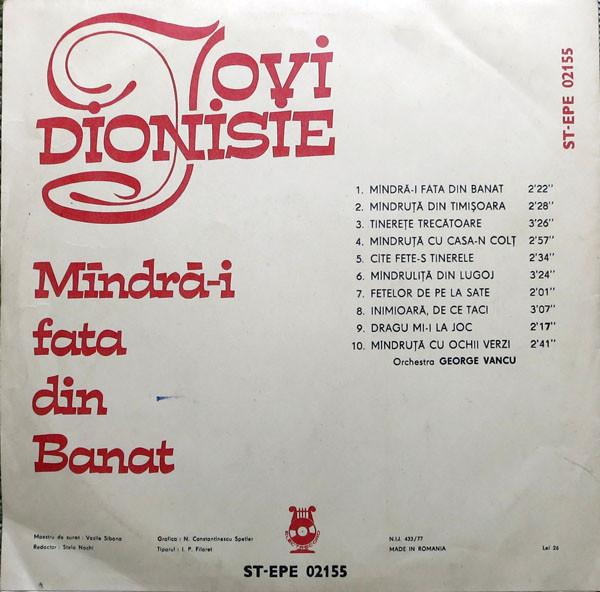 Jovi
DIONISIE
ST-EPE 02155
1. MÎNDRĂ-I FATA DIN BANAT 2'22"
2. MÎNDRUȚĂ DIN TIMIȘOARA 2'28"
3. TINEREȚE TRECĂTOARE 3'26"
4. MÎNDRUȚĂ CU CASA-N COLȚ 2'57"
5. CÎTE FETE-S TINERELE 2'34"
6. MÎNDRULIȚĂ DIN LUGOJ 3'24"
7. FETELOR DE PE LA SATE 2'01"
8. INIMIOARĂ, DE CE TACI 3'07"
9. DRAGU MI-I LA JOC 2'17"
10. MÎNDRUȚĂ CU OCHII VERZI 2'41"
Orchestra GEORGE VANCU
Mîndră-i
fata
din
Banat
Maestru de sunet : Vasile Sibona
Redactor : Stela Nachi
Grafica : N. Constantinescu Spetler
Tiparul : I. P. Filaret
N.I.J. 433/77
MADE IN ROMANIA
Lei 26
ST-EPE 02155